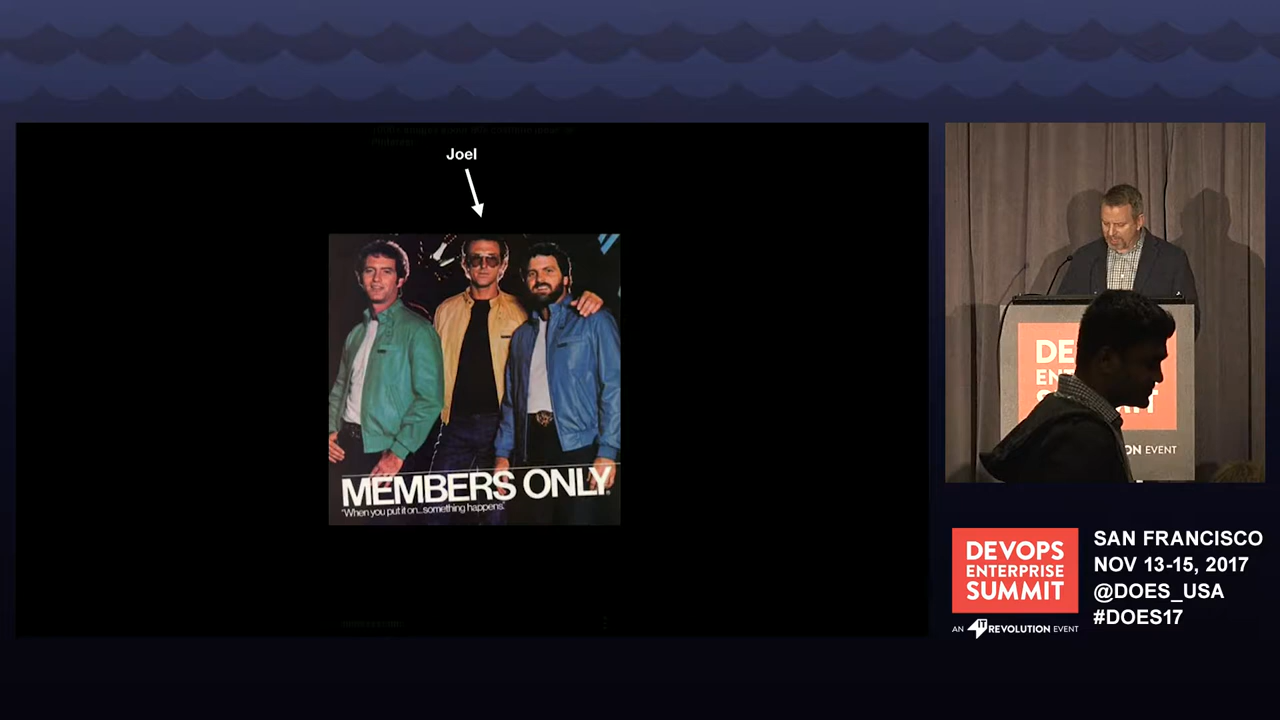 Joel
MEMBERS ONLY
"When you put it on...something happens."
DE
ENT
ON EVENT
DEVOPS
ENTERPRISE
SUMMIT
AN IT REVOLUTION EVENT
SAN FRANCISCO
NOV 13-15, 2017
@DOES_USA
#DOES17